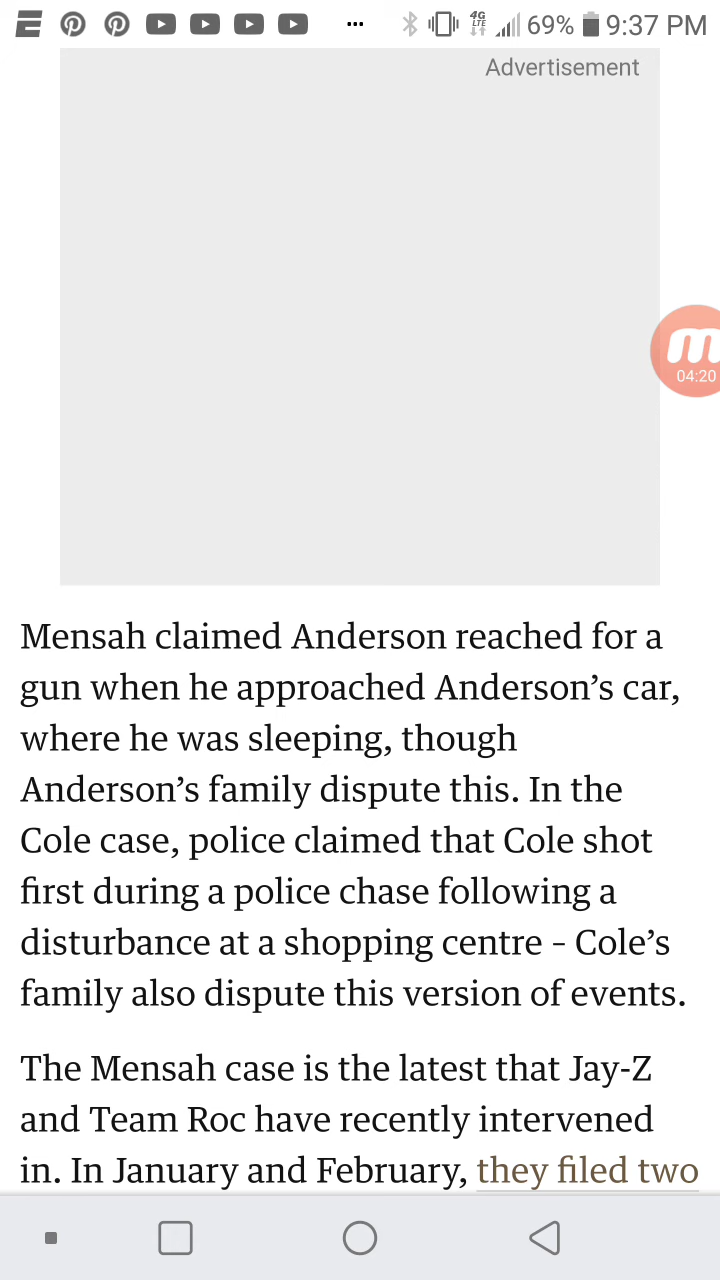 4G LTE 69% 9:37 PM
Advertisement
m
04:20
Mensah claimed Anderson reached for a
gun when he approached Anderson’s car,
where he was sleeping, though
Anderson’s family dispute this. In the
Cole case, police claimed that Cole shot
first during a police chase following a
disturbance at a shopping centre – Cole’s
family also dispute this version of events.
The Mensah case is the latest that Jay-Z
and Team Roc have recently intervened
in. In January and February, they filed two